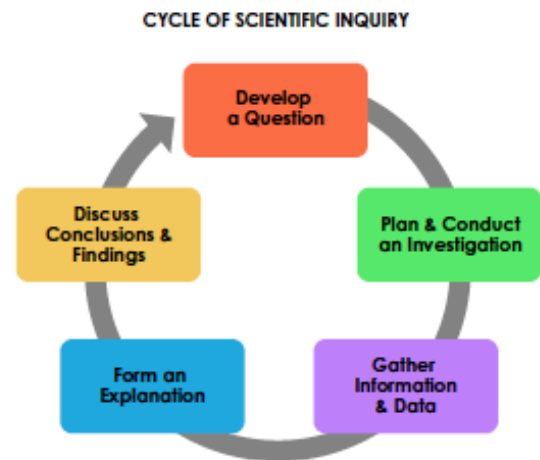 CYCLE OF SCIENTIFIC INQUIRY
Develop
a Question
Plan & Conduct
an Investigation
Gather
Information
& Data
Form an
Explanation
Discuss
Conclusions &
Findings